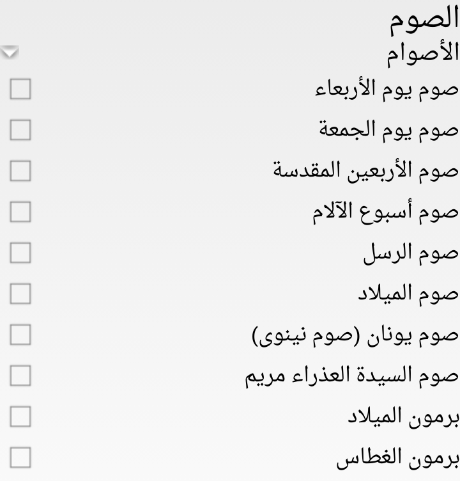 الصوم
الأصوام
صوم يوم الأربعاء
صوم يوم الجمعة
صوم الأربعين المقدسة
صوم أسبوع الآلام
صوم الرسل
صوم الميلاد
صوم يونان (صوم نينوى)
صوم السيدة العذراء مريم
برمون الميلاد
برمون الغطاس